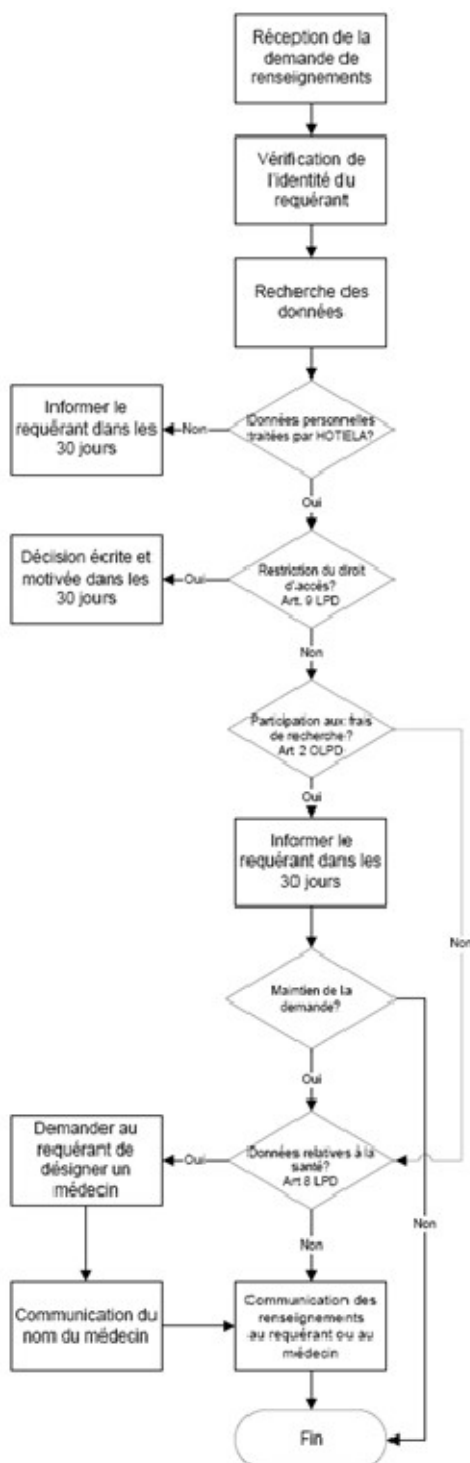 Réception de la
demande de
renseignements
Vérification de
l'identité du
requérant
Recherche des
données
Données personnelles
traitées par HOTELA?
Non
Informer le
requérant dans les
30 jours
Oui
Restriction du droit
d'accès?
Art. 9 LPD
Oui
Décision écrite et
motivée dans les
30 jours
Non
Participation aux frais
de recherche?
Art 2 OLPD
Oui
Informer le
requérant dans les
30 jours
Non
Maintien de la
demande?
Oui
Données relatives à la
santé?
Art 8 LPD
Oui
Demander au
requérant de
désigner un
médecin
Non
Non
Communication du
nom du médecin
Communication des
renseignements
au requérant ou au
médecin
Fin